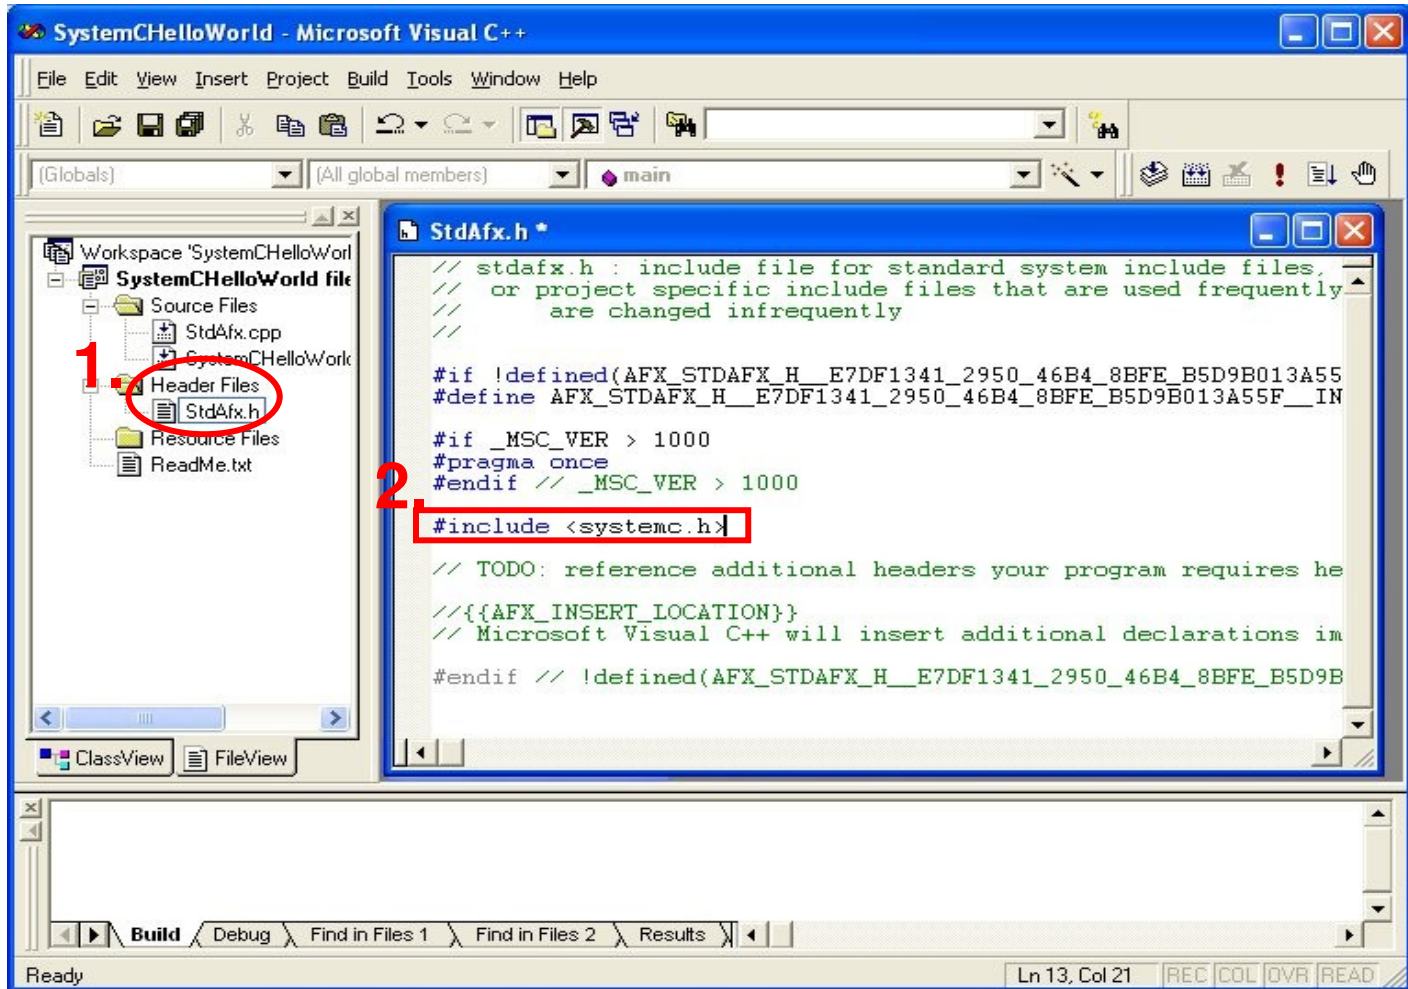 SystemCHelloWorld - Microsoft Visual C++
File Edit View Insert Project Build Tools Window Help
(Globals) (All global members) main
StdAfx.h *
Workspace 'SystemCHelloWorl
SystemCHelloWorld file
Source Files
StdAfx.cpp
SystemCHelloWorld
1.
Header Files
StdAfx.h
Resource Files
ReadMe.txt
ClassView FileView
// stdafx.h : include file for standard system include files,
// or project specific include files that are used frequently
// are changed infrequently
//
#if !defined(AFX_STDAFX_H__E7DF1341_2950_46B4_8BFE_B5D9B013A55
#define AFX_STDAFX_H__E7DF1341_2950_46B4_8BFE_B5D9B013A55F__IN
#if _MSC_VER > 1000
#pragma once
#endif // _MSC_VER > 1000
2.
#include <systemc.h>
// TODO: reference additional headers your program requires he
//{{AFX_INSERT_LOCATION}}
// Microsoft Visual C++ will insert additional declarations im
#endif // !defined(AFX_STDAFX_H__E7DF1341_2950_46B4_8BFE_B5D9B
Build Debug Find in Files 1 Find in Files 2 Results
Ready Ln 13, Col 21 REC COL OVR READ